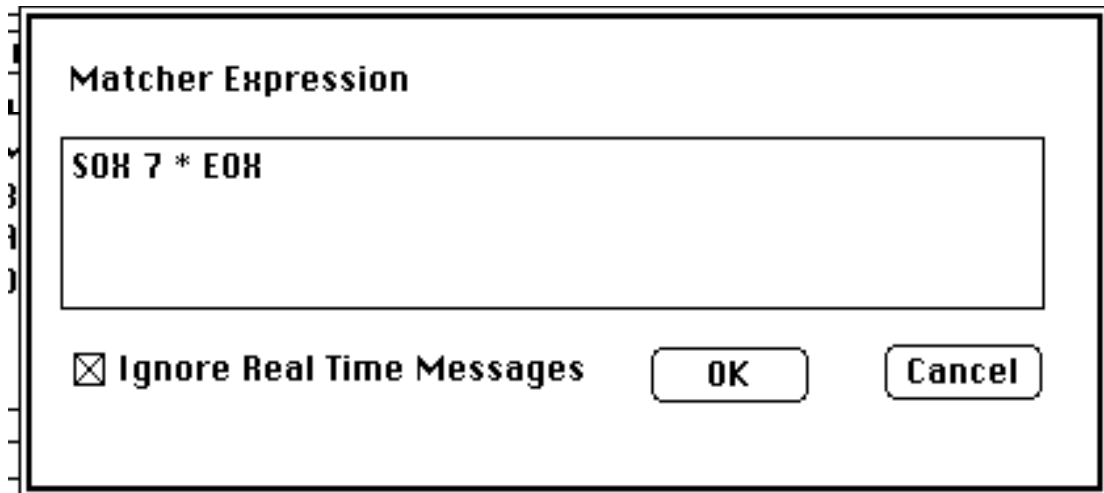 Matcher Expression
SOX 7 * EOX
Ignore Real Time Messages
OK
Cancel